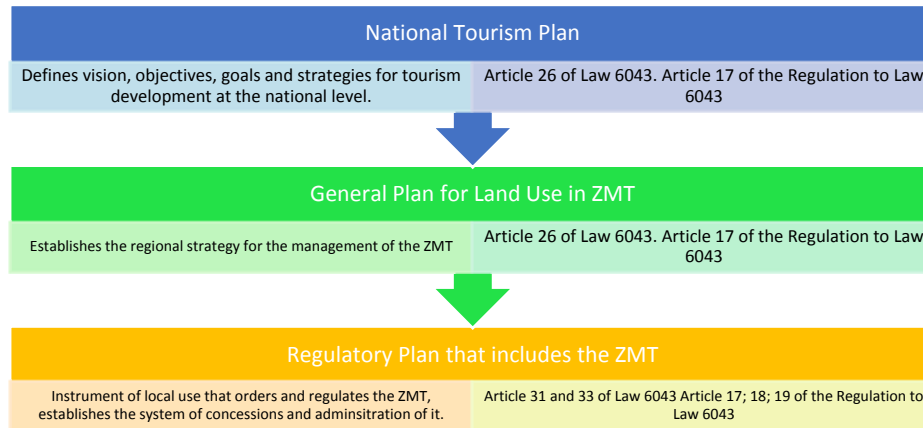 National Tourism Plan
Defines vision, objectives, goals and strategies for tourism
development at the national level.
Article 26 of Law 6043. Article 17 of the Regulation to Law
6043
General Plan for Land Use in ZMT
Establishes the regional strategy for the management of the ZMT
Article 26 of Law 6043. Article 17 of the Regulation to Law
6043
Regulatory Plan that includes the ZMT
Instrument of local use that orders and regulates the ZMT,
establishes the system of concessions and adminsitration of it.
Article 31 and 33 of Law 6043 Article 17; 18; 19 of the Regulation to
Law 6043